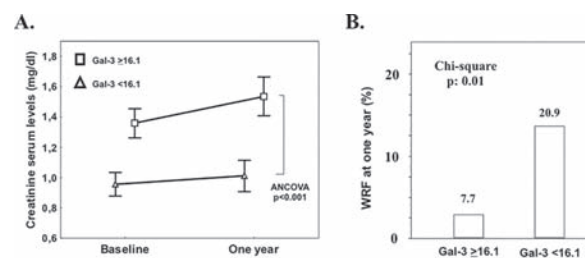 A.
Creatinine serum levels (mg/dl)
1,8
1,6
1,4
1,2
1,0
0,8
0,6
Gal-3 ≥16.1
Gal-3 <16.1
ANCOVA
p<0.001
Baseline
One year
B.
WRF at one year (%)
20
10
0
Chi-square
p: 0.01
7.7
20.9
Gal-3 ≥16.1
Gal-3 <16.1